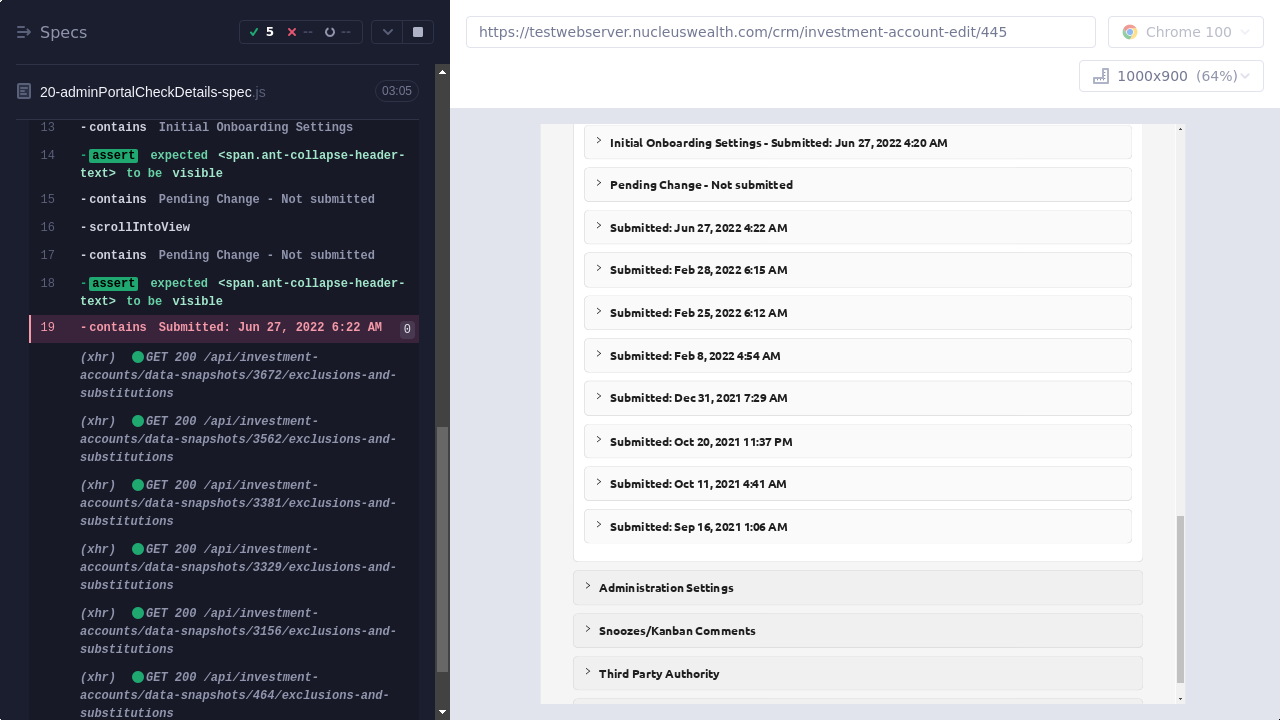 Specs
5
--
--
20-adminPortalCheckDetails-spec.js
03:05
13 -contains Initial Onboarding Settings
14 -assert expected <span.ant-collapse-header-
text> to be visible
15 -contains Pending Change - Not submitted
16 -scrollIntoView
17 -contains Pending Change - Not submitted
18 -assert expected <span.ant-collapse-header-
text> to be visible
19 -contains Submitted: Jun 27, 2022 6:22 AM 0
(xhr) GET 200 /api/investment-
accounts/data-snapshots/3672/exclusions-and-
substitutions
(xhr) GET 200 /api/investment-
accounts/data-snapshots/3562/exclusions-and-
substitutions
(xhr) GET 200 /api/investment-
accounts/data-snapshots/3381/exclusions-and-
substitutions
(xhr) GET 200 /api/investment-
accounts/data-snapshots/3329/exclusions-and-
substitutions
(xhr) GET 200 /api/investment-
accounts/data-snapshots/3156/exclusions-and-
substitutions
(xhr) GET 200 /api/investment-
accounts/data-snapshots/464/exclusions-and-
substitutions
https://testwebserver.nucleuswealth.com/crm/investment-account-edit/445
Chrome 100
1000x900 (64%)
Initial Onboarding Settings - Submitted: Jun 27, 2022 4:20 AM
Pending Change - Not submitted
Submitted: Jun 27, 2022 4:22 AM
Submitted: Feb 28, 2022 6:15 AM
Submitted: Feb 25, 2022 6:12 AM
Submitted: Feb 8, 2022 4:54 AM
Submitted: Dec 31, 2021 7:29 AM
Submitted: Oct 20, 2021 11:37 PM
Submitted: Oct 11, 2021 4:41 AM
Submitted: Sep 16, 2021 1:06 AM
Administration Settings
Snoozes/Kanban Comments
Third Party Authority